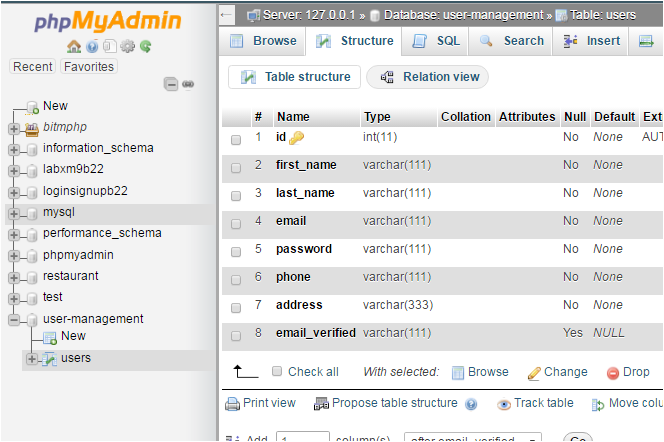 phpMyAdmin
Recent Favorites
New
bitmphp
information_schema
labxm9b22
loginsignupb22
mysql
performance_schema
phpmyadmin
restaurant
test
user-management
New
users
Server: 127.0.0.1 » Database: user-management » Table: users
Browse Structure SQL Search Insert
Table structure Relation view
# Name Type Collation Attributes Null Default Ext
1 id int(11) No None AUT
2 first_name varchar(111) No None
3 last_name varchar(111) No None
4 email varchar(111) No None
5 password varchar(111) No None
6 phone varchar(111) No None
7 address varchar(333) No None
8 email_verified varchar(111) Yes NULL
Check all With selected: Browse Change Drop
Print view Propose table structure Track table Move colu
Add 1 column(s) after email_verified Go